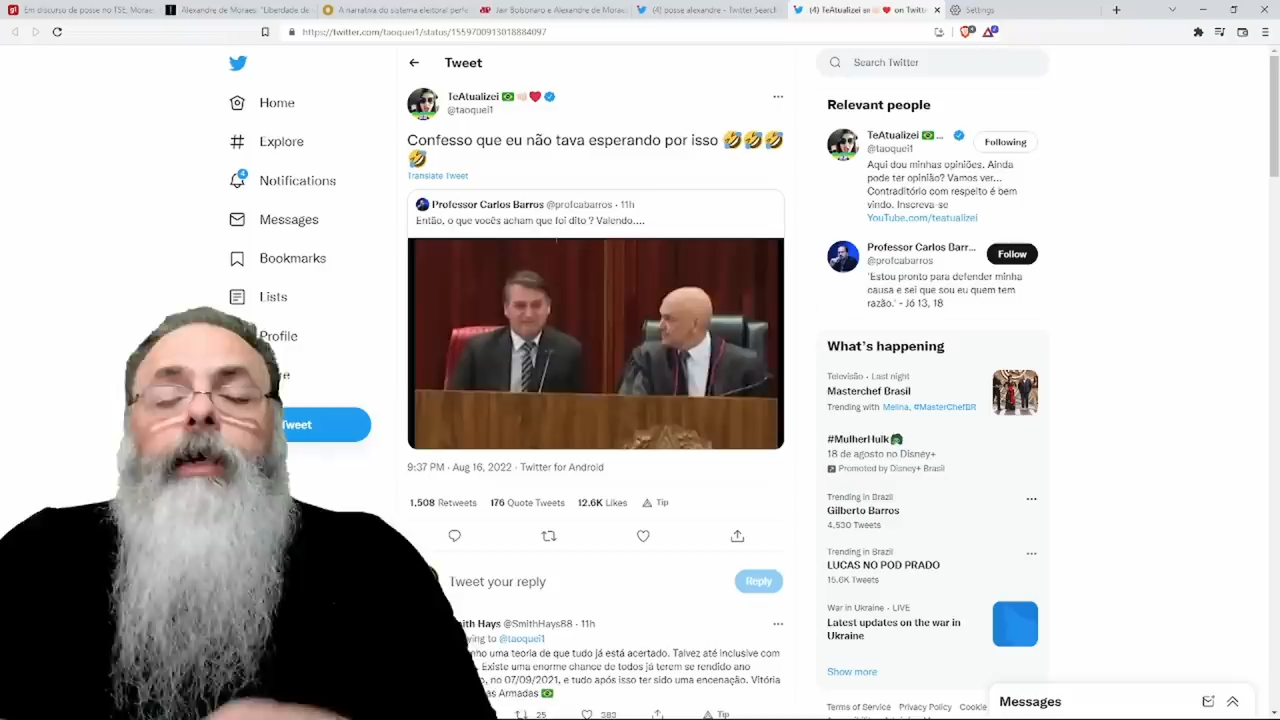 Em discurso de posse no TSE, Moraes
Alexandre de Moraes: "Liberdade de
A narrativa do sistema eleitoral perfe
Jair Bolsonaro e Alexandre de Moraes
(4) posse alexandre - Twitter Search
(4) TeAtualizei on Twitt
Settings
https://twitter.com/taoquei1/status/1559700913018884097
Home
Explore
4
Notifications
Messages
Bookmarks
Lists
Profile
re
Tweet
Tweet
TeAtualizei 🇧🇷👊🏻❤️
@taoquei1
Confesso que eu não tava esperando por isso 🤣🤣🤣
🤣
Translate Tweet
Professor Carlos Barros @profcabarros · 11h
Então, o que vocês acham que foi dito ? Valendo....
9:37 PM · Aug 16, 2022 · Twitter for Android
1,508 Retweets 176 Quote Tweets 12.6K Likes Tip
Tweet your reply
Reply
ith Hays @SmithHays88 · 11h
ying to @taoquei1
nho uma teoria de que tudo já está acertado. Talvez até inclusive com
. Existe uma enorme chance de todos já terem se rendido ano
o, no 07/09/2021, e tudo após isso ter sido uma encenação. Vitória
as Armadas 🇧🇷
25 383 Tip
Search Twitter
Relevant people
TeAtualizei 🇧🇷 ...
@taoquei1
Following
Aqui dou minhas opiniões. Ainda
pode ter opinião? Vamos ver...
Contraditório com respeito é bem
vindo. Inscreva-se
YouTube.com/teatualizei
Professor Carlos Barr...
@profcabarros
Follow
'Estou pronto para defender minha
causa e sei que sou eu quem tem
razão.' - Jó 13, 18
What's happening
Televisão · Last night
Masterchef Brasil
Trending with Melina, #MasterChefBR
#MulherHulk
18 de agosto no Disney+
Promoted by Disney+ Brasil
Trending in Brazil
Gilberto Barros
4,530 Tweets
Trending in Brazil
LUCAS NO POD PRADO
15.6K Tweets
War in Ukraine · LIVE
Latest updates on the war in
Ukraine
Show more
Terms of Service Privacy Policy Cookie
Messages